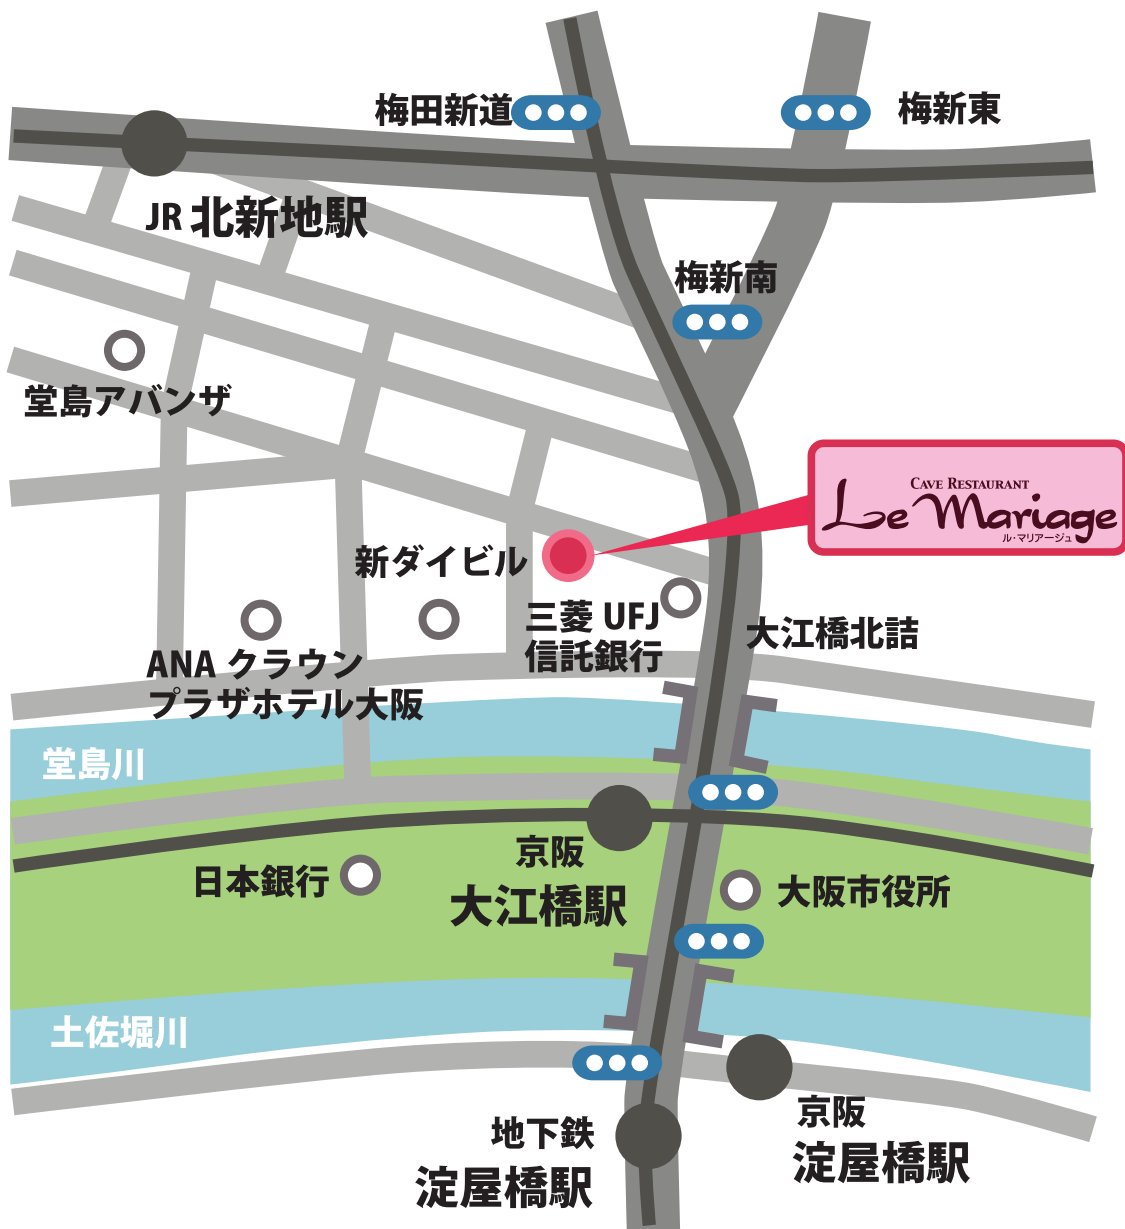 梅田新道
梅新東
JR 北新地駅
梅新南
堂島アバンザ
CAVE RESTAURANT
Le Mariage
ル・マリアージュ
新ダイビル
三菱 UFJ
信託銀行
大江橋北詰
ANA クラウン
プラザホテル大阪
堂島川
京阪
大江橋駅
日本銀行
大阪市役所
土佐堀川
京阪
淀屋橋駅
地下鉄
淀屋橋駅